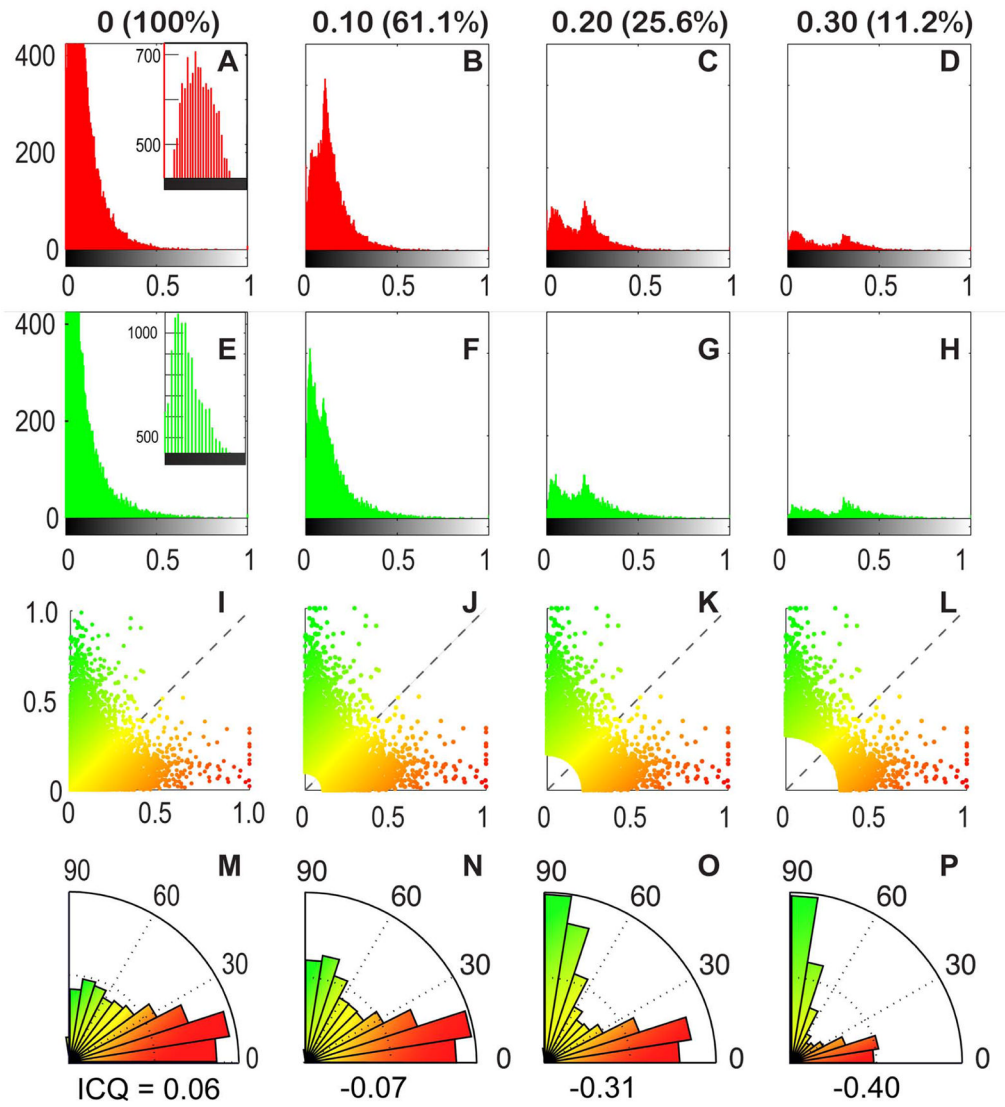 0 (100%) 0.10 (61.1%) 0.20 (25.6%) 0.30 (11.2%)
400 700 A B C D
500
200
0
0 0.5 1 0 0.5 1 0 0.5 1 0 0.5 1
400 1000 E F G H
200 500
0
0 0.5 1 0 0.5 1 0 0.5 1 0 0.5 1
1.0 I J K L
0.5
0
0 0.5 1.0 0 0.5 1 0 0.5 1 0 0.5 1
M N O P
90 60 90 60 90 60 90 60
30 30 30 30
0 0 0 0
ICQ = 0.06 -0.07 -0.31 -0.40